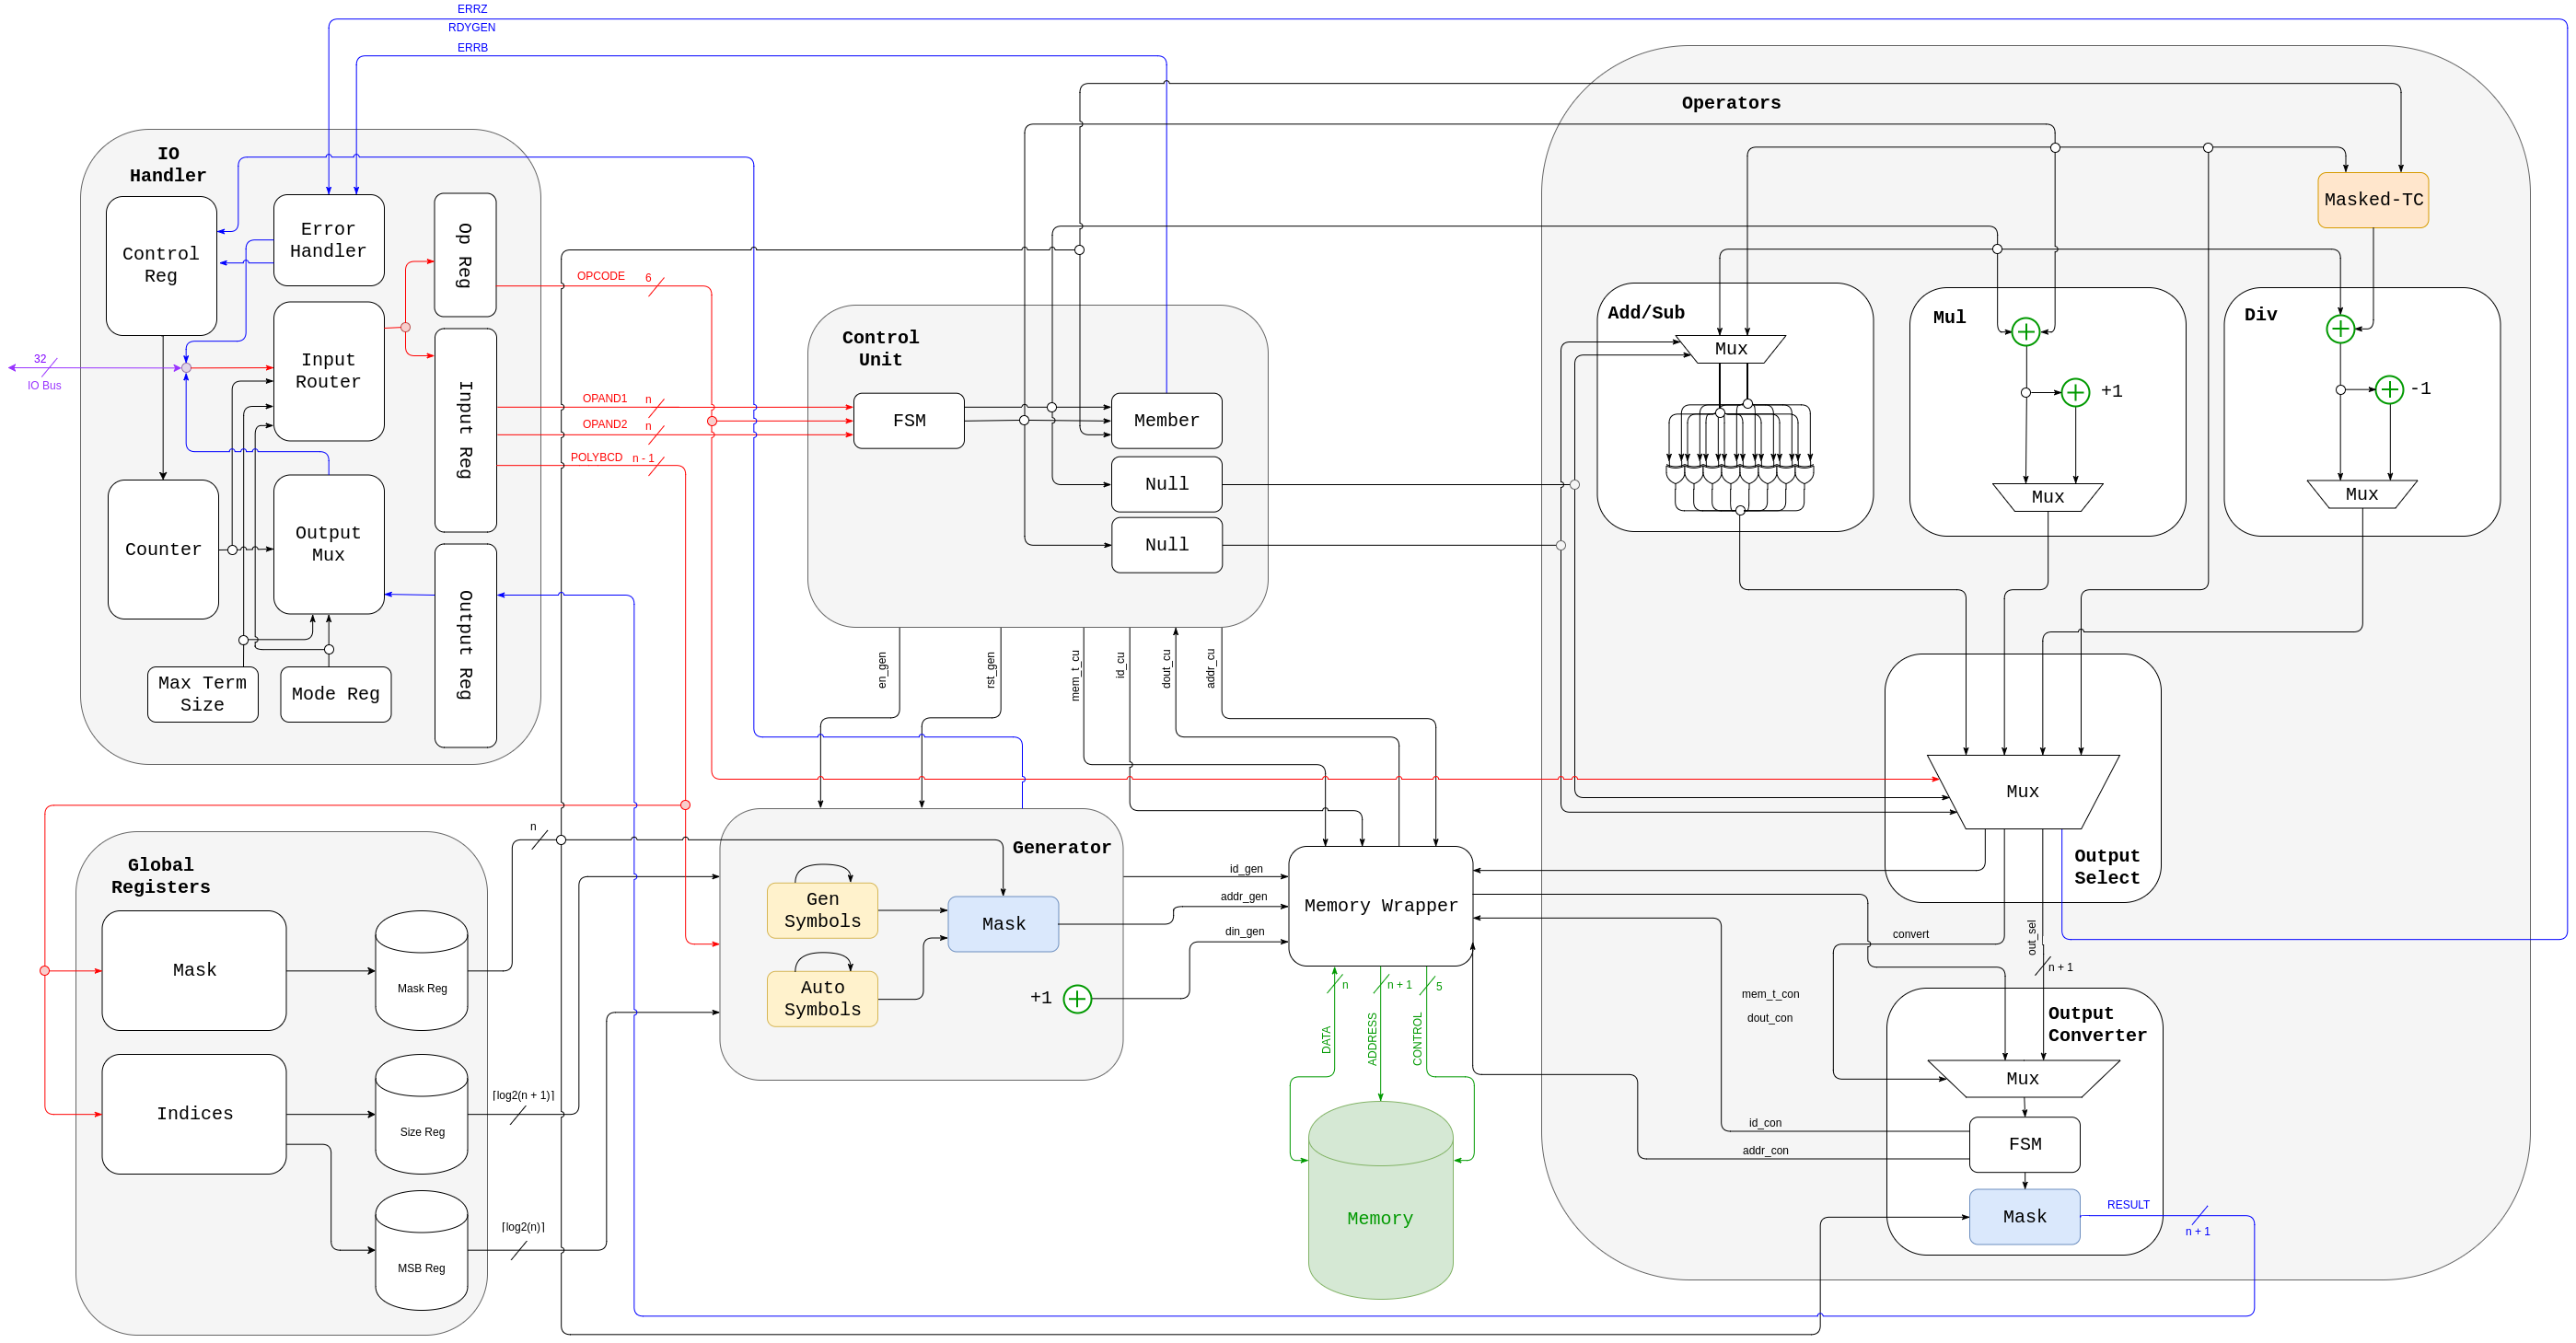 ERRZ
RDYGEN
ERRB
IO
Handler
Control
Reg
Error
Handler
Op Reg
Input
Router
Input Reg
32
IO Bus
Counter
Output
Mux
Output Reg
Max Term
Size
Mode Reg
OPCODE
6
OPAND1
n
OPAND2
n
POLYBCD
n - 1
Control
Unit
FSM
Member
Null
Null
en_gen
rst_gen
mem_t_cu
id_cu
dout_cu
addr_cu
Operators
Masked-TC
Add/Sub
Mux
Mul
+1
Mux
Div
-1
Mux
Mux
Output
Select
convert
out_sel
n + 1
Output
Converter
Mux
FSM
Mask
RESULT
n + 1
mem_t_con
dout_con
id_con
addr_con
Global
Registers
Mask
Mask Reg
Indices
Size Reg
MSB Reg
n
⌈log2(n + 1)⌉
⌈log2(n)⌉
Generator
Gen
Symbols
Auto
Symbols
Mask
+1
id_gen
addr_gen
din_gen
Memory Wrapper
n
n + 1
5
DATA
ADDRESS
CONTROL
Memory